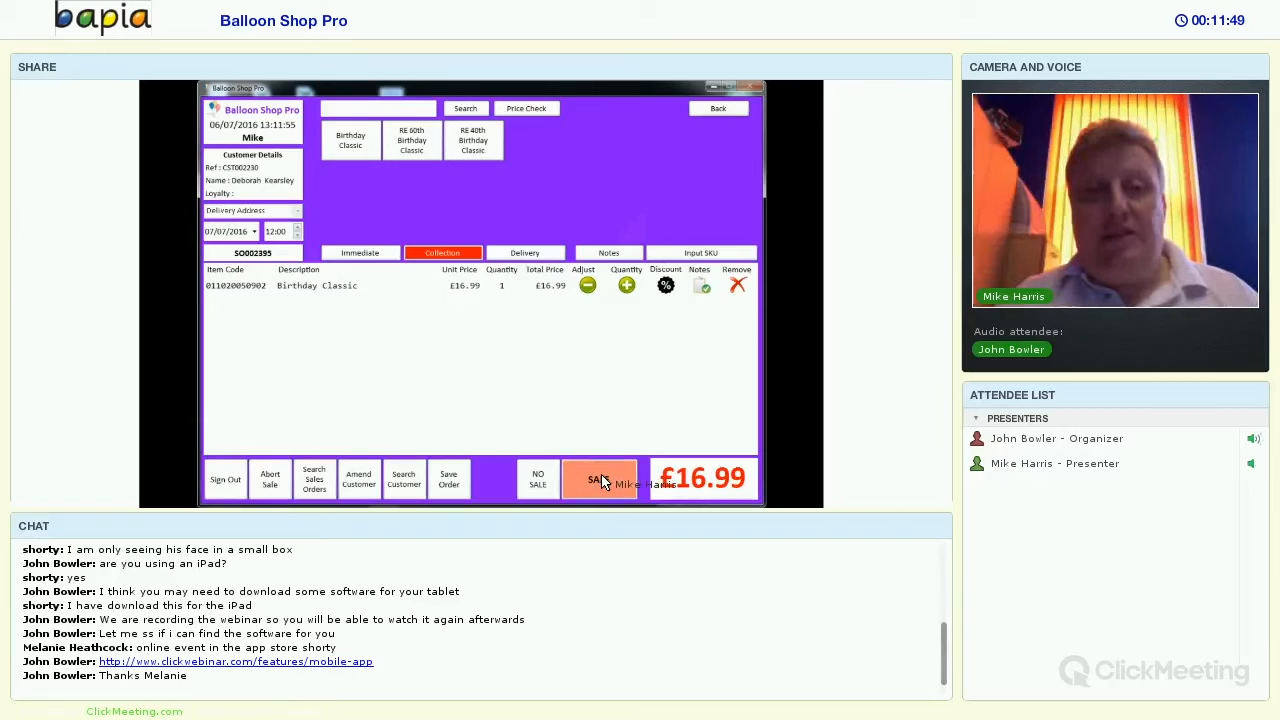 bapia
Balloon Shop Pro
00:11:49
SHARE
Balloon Shop Pro
Balloon Shop Pro
06/07/2016 13:11:55
Mike
Customer Details
Ref : CST002230
Name : Deborah Kearsley
Loyalty :
Delivery Address
07/07/2016 12:00
SO002395
Search
Price Check
Back
Birthday
Classic
RE 60th
Birthday
Classic
RE 40th
Birthday
Classic
Immediate
Collection
Delivery
Notes
Input SKU
Item Code Description Unit Price Quantity Total Price Adjust Quantity Discount Notes Remove
011020050902 Birthday Classic £16.99 1 £16.99 %
Sign Out
Abort
Sale
Search
Sales
Orders
Amend
Customer
Search
Customer
Save
Order
NO
SALE
Mike Harris
£16.99
CAMERA AND VOICE
Mike Harris
Audio attendee:
John Bowler
ATTENDEE LIST
PRESENTERS
John Bowler - Organizer
Mike Harris - Presenter
CHAT
shorty: I am only seeing his face in a small box
John Bowler: are you using an iPad?
shorty: yes
John Bowler: I think you may need to download some software for your tablet
shorty: I have download this for the iPad
John Bowler: We are recording the webinar so you will be able to watch it again afterwards
John Bowler: Let me ss if i can find the software for you
Melanie Heathcock: online event in the app store shorty
John Bowler: http://www.clickwebinar.com/features/mobile-app
John Bowler: Thanks Melanie
ClickMeeting
ClickMeeting.com